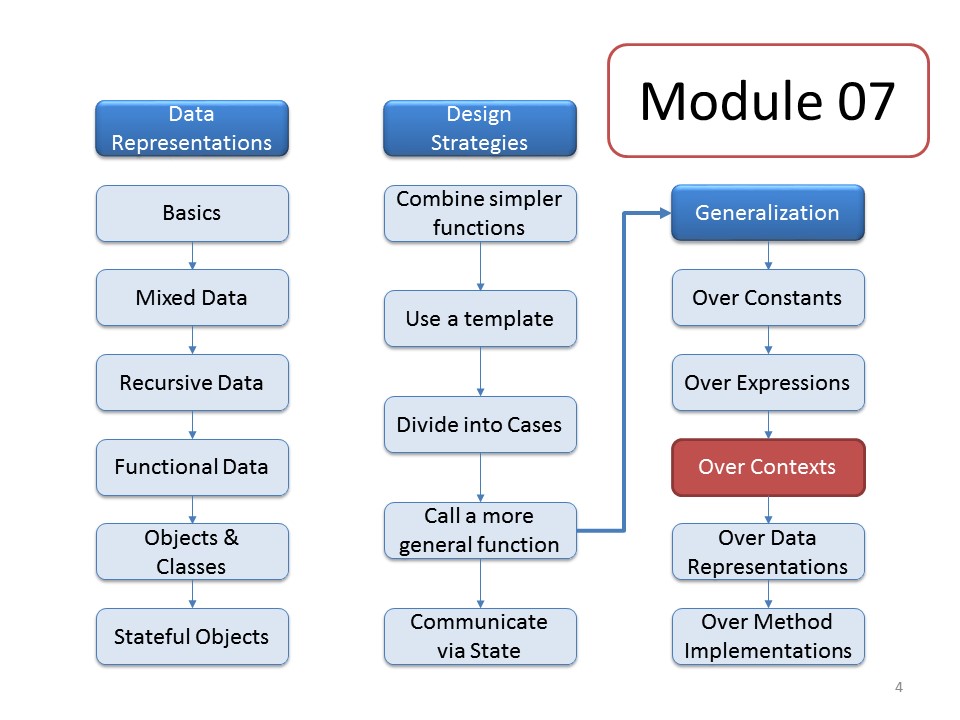 Module 07
Data
Representations
Basics
Mixed Data
Recursive Data
Functional Data
Objects &
Classes
Stateful Objects
Design
Strategies
Combine simpler
functions
Use a template
Divide into Cases
Call a more
general function
Communicate
via State
Generalization
Over Constants
Over Expressions
Over Contexts
Over Data
Representations
Over Method
Implementations
4